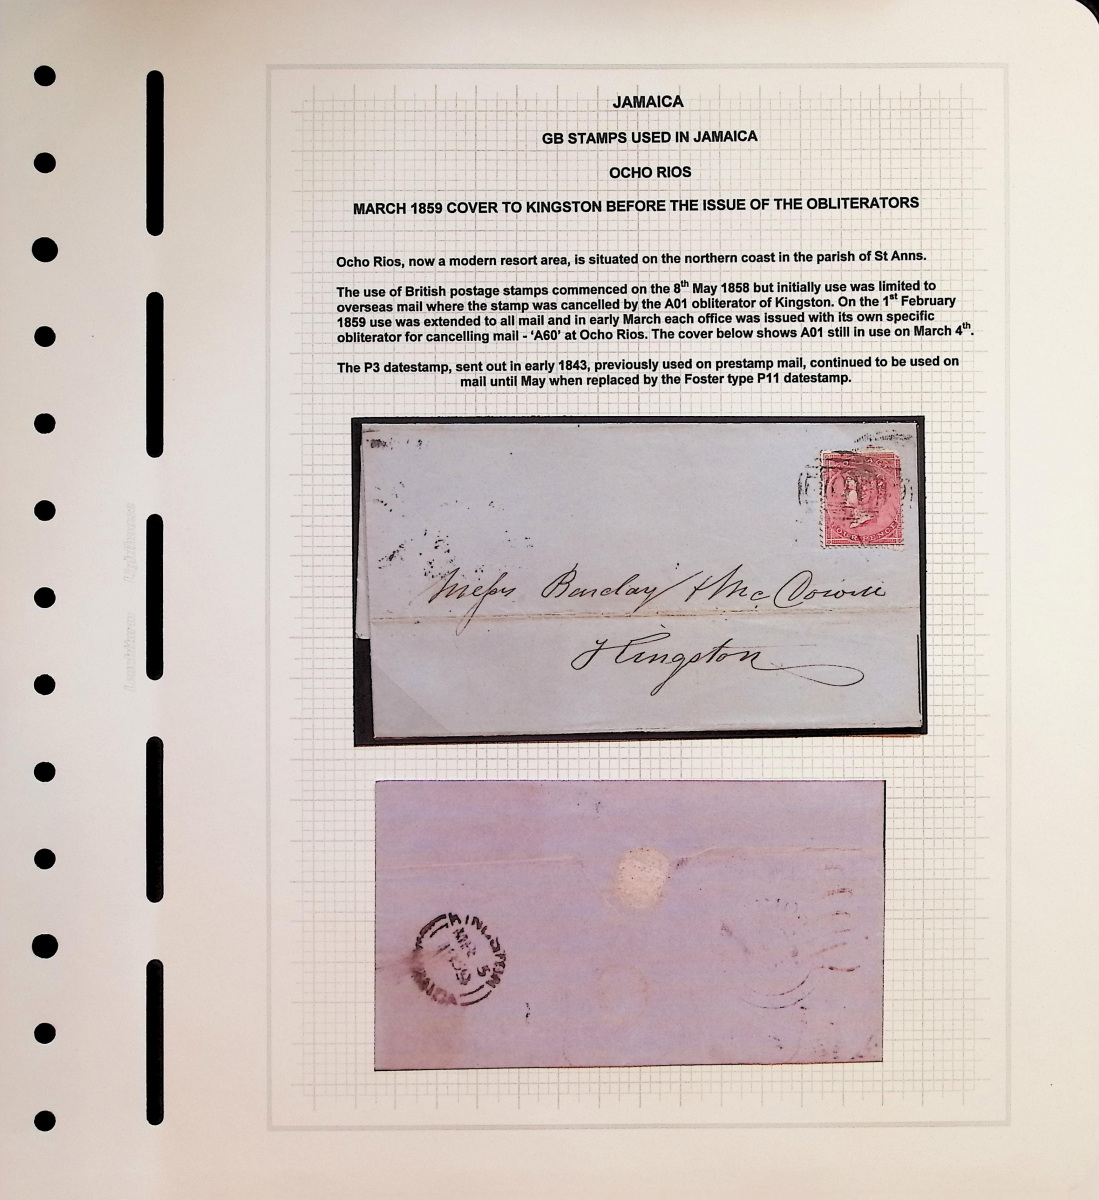 JAMAICA
GB STAMPS USED IN JAMAICA
OCHO RIOS
MARCH 1859 COVER TO KINGSTON BEFORE THE ISSUE OF THE OBLITERATORS
Ocho Rios, now a modern resort area, is situated on the northern coast in the parish of St Anns.
The use of British postage stamps commenced on the 8th May 1858 but initially use was limited to
overseas mail where the stamp was cancelled by the A01 obliterator of Kingston. On the 1st February
1859 use was extended to all mail and in early March each office was issued with its own specific
obliterator for cancelling mail - 'A60' at Ocho Rios. The cover below shows A01 still in use on March 4th.
The P3 datestamp, sent out in early 1843, previously used on prestamp mail, continued to be used on
mail until May when replaced by the Foster type P11 datestamp.
Messrs Barclay & McCowen
Kingston
KINGSTON
MR 5
1859